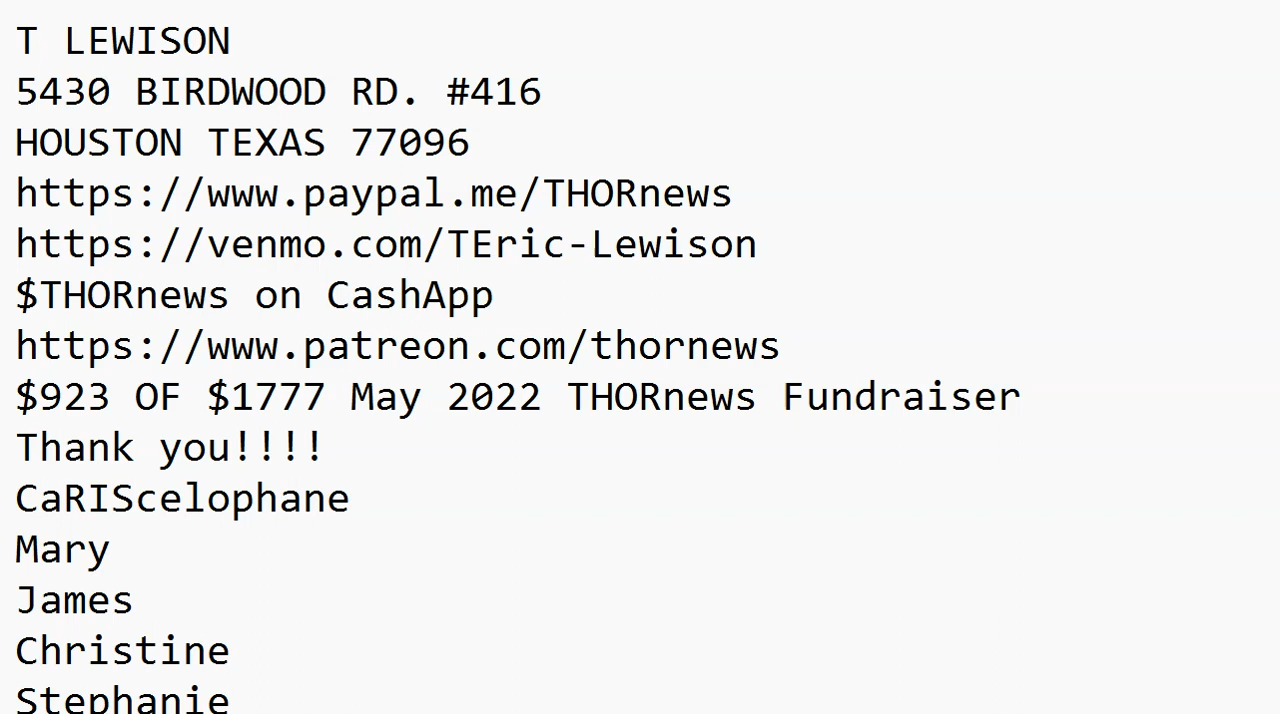 T LEWISON
5430 BIRDWOOD RD. #416
HOUSTON TEXAS 77096
https://www.paypal.me/THORnews
https://venmo.com/TEric-Lewison
$THORnews on CashApp
https://www.patreon.com/thornews
$923 OF $1777 May 2022 THORnews Fundraiser
Thank you!!!!
CaRIScelophane
Mary
James
Christine
Stephanie